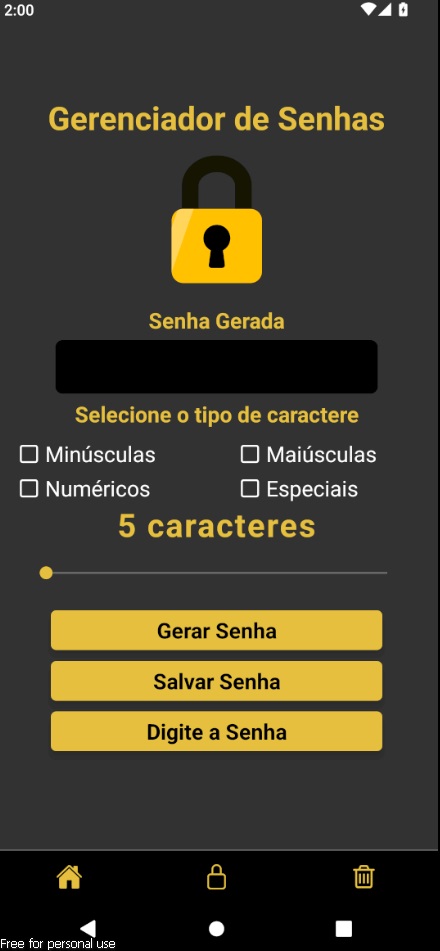 2:00
Gerenciador de Senhas
Senha Gerada
Selecione o tipo de caractere
Minúsculas Maiúsculas
Numéricos Especiais
5 caracteres
Gerar Senha
Salvar Senha
Digite a Senha
Free for personal use